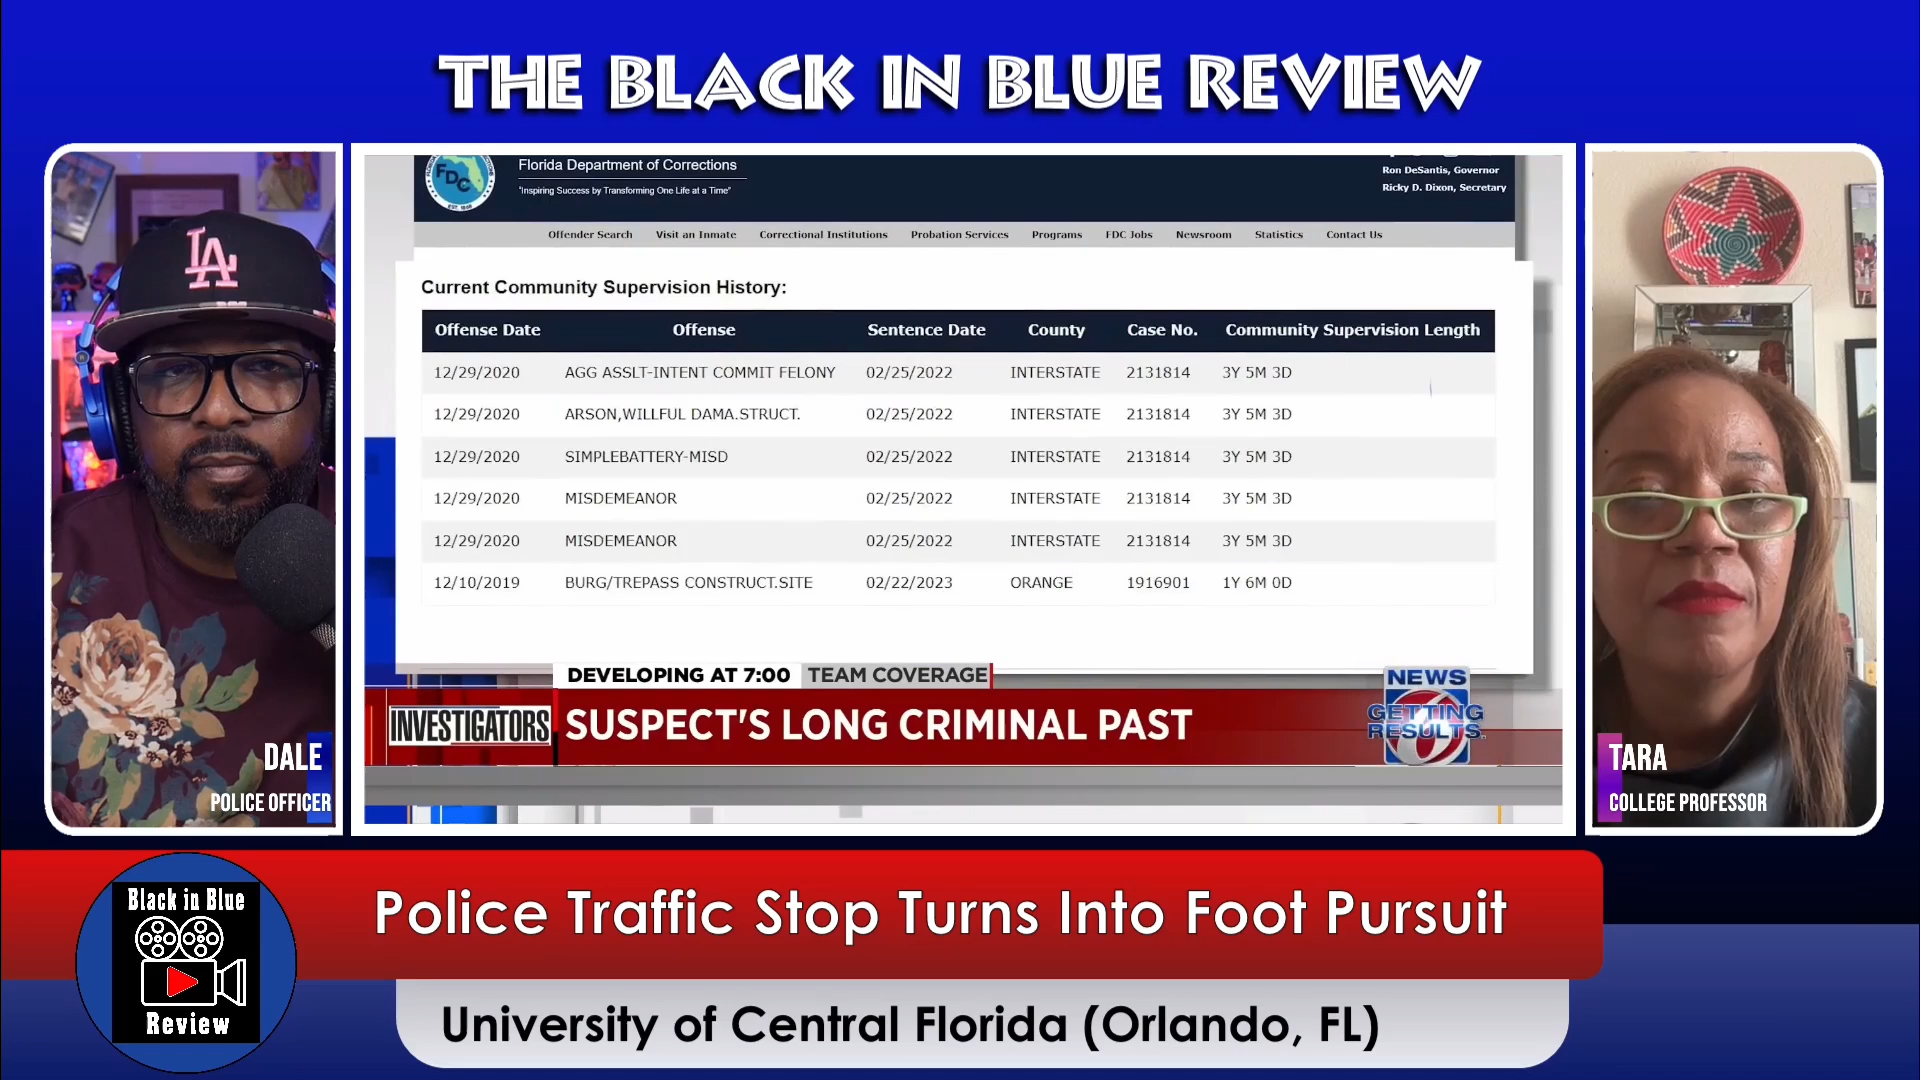 THE BLACK IN BLUE REVIEW
LA
FDC
EST. 1868
Florida Department of Corrections
"Inspiring Success by Transforming One Life at a Time"
Ron DeSantis, Governor
Ricky D. Dixon, Secretary
Offender Search Visit an Inmate Correctional Institutions Probation Services Programs FDC Jobs Newsroom Statistics Contact Us
Current Community Supervision History:
Offense Date Offense Sentence Date County Case No. Community Supervision Length
12/29/2020 AGG ASSLT-INTENT COMMIT FELONY 02/25/2022 INTERSTATE 2131814 3Y 5M 3D
12/29/2020 ARSON,WILLFUL DAMA.STRUCT. 02/25/2022 INTERSTATE 2131814 3Y 5M 3D
12/29/2020 SIMPLEBATTERY-MISD 02/25/2022 INTERSTATE 2131814 3Y 5M 3D
12/29/2020 MISDEMEANOR 02/25/2022 INTERSTATE 2131814 3Y 5M 3D
12/29/2020 MISDEMEANOR 02/25/2022 INTERSTATE 2131814 3Y 5M 3D
12/10/2019 BURG/TREPASS CONSTRUCT.SITE 02/22/2023 ORANGE 1916901 1Y 6M 0D
DEVELOPING AT 7:00 TEAM COVERAGE
INVESTIGATORS SUSPECT'S LONG CRIMINAL PAST
NEWS
GETTING
RESULTS
6
DALE
POLICE OFFICER
TARA
COLLEGE PROFESSOR
Black in Blue
Review
Police Traffic Stop Turns Into Foot Pursuit
University of Central Florida (Orlando, FL)